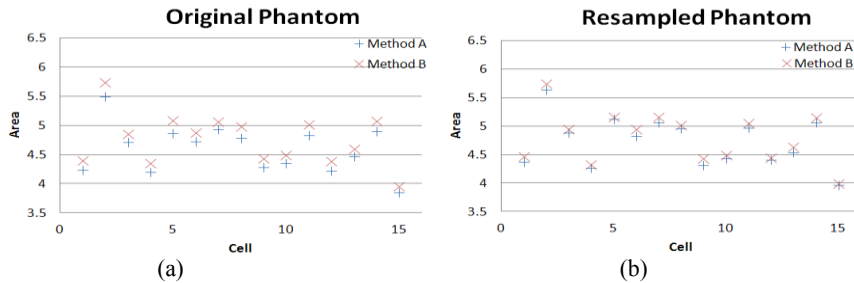 Original Phantom
+ Method A
× Method B
6.5
6
5.5
5
4.5
4
3.5
Area
0
5
10
15
Cell
(a)
Resampled Phantom
+ Method A
× Method B
6.5
6
5.5
5
4.5
4
3.5
Area
0
5
10
15
Cell
(b)